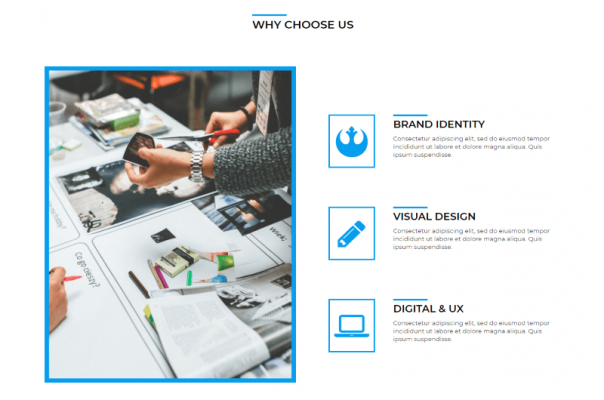 WHY CHOOSE US
BRAND IDENTITY
Consectetur adipiscing elit, sed do eiusmod tempor
incididunt ut labore et dolore magna aliqua. Quis
ipsum suspendisse.
VISUAL DESIGN
Consectetur adipiscing elit, sed do eiusmod tempor
incididunt ut labore et dolore magna aliqua. Quis
ipsum suspendisse.
DIGITAL & UX
Consectetur adipiscing elit, sed do eiusmod tempor
incididunt ut labore et dolore magna aliqua. Quis
ipsum suspendisse.
Co go cieszy?